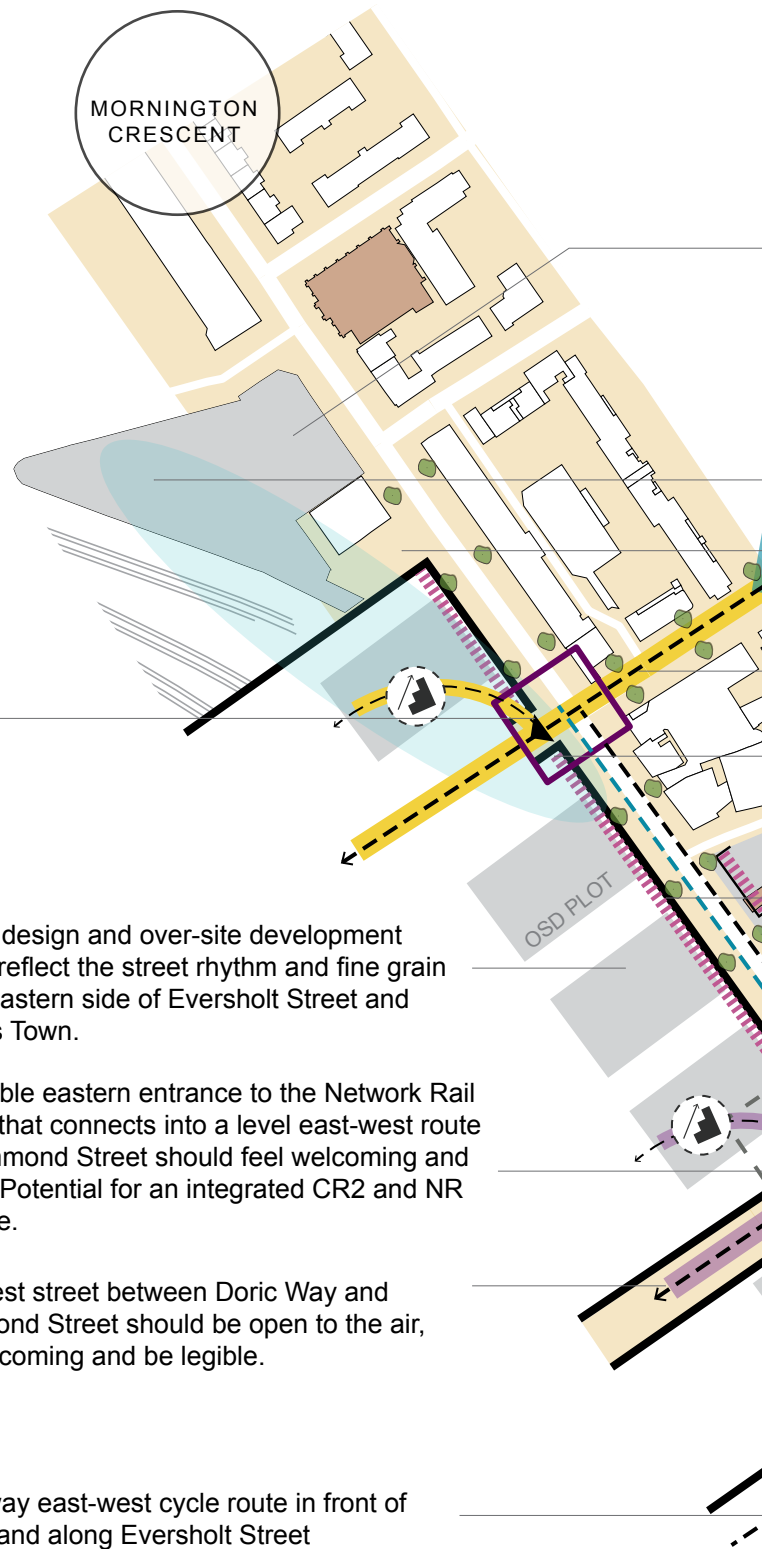 MORNINGTON
CRESCENT
OSD PLOT
design and over-site development
reflect the street rhythm and fine grain
eastern side of Eversholt Street and
s Town.
ble eastern entrance to the Network Rail
that connects into a level east-west route
mmond Street should feel welcoming and
Potential for an integrated CR2 and NR
e.
est street between Doric Way and
ond Street should be open to the air,
coming and be legible.
way east-west cycle route in front of
and along Eversholt Street